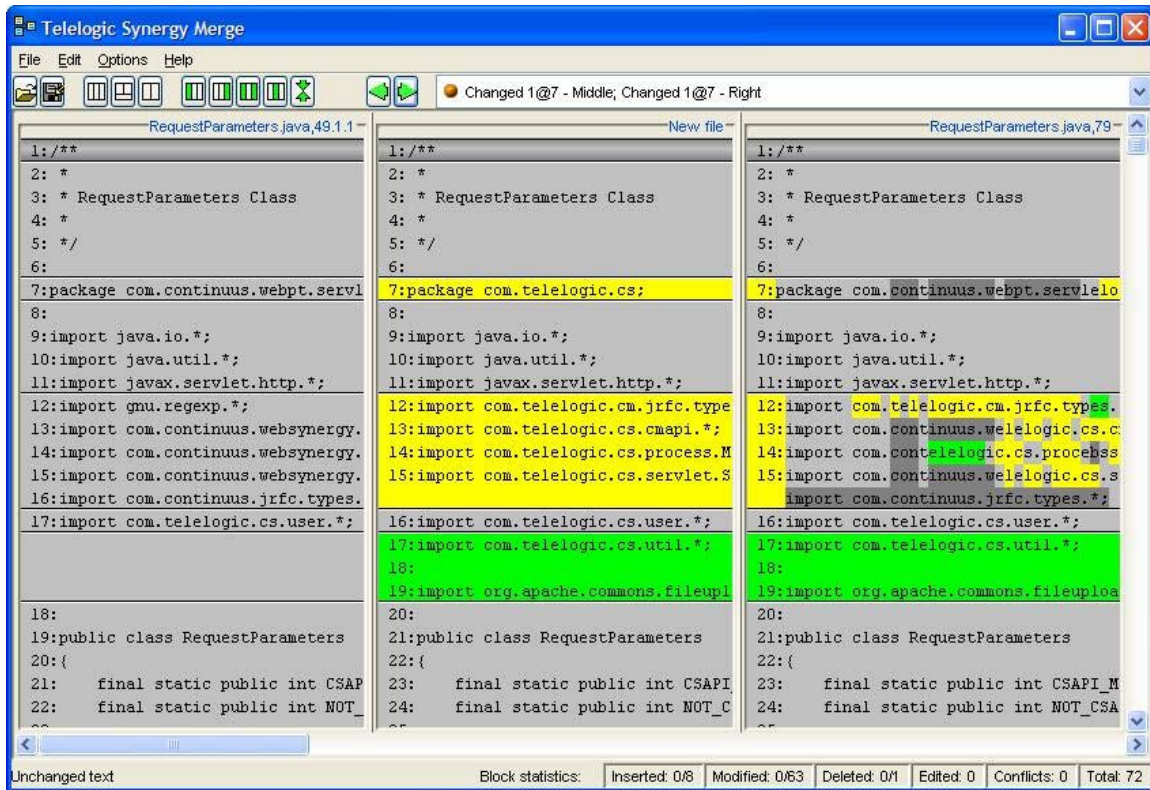 Telelogic Synergy Merge
File Edit Options Help
Changed 1@7 - Middle; Changed 1@7 - Right
RequestParameters.java,49.1.1
1:/**
2: *
3: * RequestParameters Class
4: *
5: */
6:
7:package com.continuus.webpt.servl
8:
9:import java.io.*;
10:import java.util.*;
11:import javax.servlet.http.*;
12:import gnu.regexp.*;
13:import com.continuus.websynergy.
14:import com.continuus.websynergy.
15:import com.continuus.websynergy.
16:import com.continuus.jrfc.types.
17:import com.telelogic.cs.user.*;
18:
19:public class RequestParameters
20:{
21: final static public int CSAP
22: final static public int NOT_
New file
1:/**
2: *
3: * RequestParameters Class
4: *
5: */
6:
7:package com.telelogic.cs;
8:
9:import java.io.*;
10:import java.util.*;
11:import javax.servlet.http.*;
12:import com.telelogic.cm.jrfc.type
13:import com.telelogic.cs.cmapi.*;
14:import com.telelogic.cs.process.M
15:import com.telelogic.cs.servlet.S
16:import com.telelogic.cs.user.*;
17:import com.telelogic.cs.util.*;
18:
19:import org.apache.commons.fileupl
20:
21:public class RequestParameters
22:{
23: final static public int CSAPI_
24: final static public int NOT_C
RequestParameters.java,79
1:/**
2: *
3: * RequestParameters Class
4: *
5: */
6:
7:package com.continuus.webpt.servlelo
8:
9:import java.io.*;
10:import java.util.*;
11:import javax.servlet.http.*;
12:import com.telelogic.cm.jrfc.types.
13:import com.continuus.welelogic.cs.c
14:import com.contelelogic.cs.procebss
15:import com.continuus.welelogic.cs.s
import com.continuus.jrfc.types.*;
16:import com.telelogic.cs.user.*;
17:import com.telelogic.cs.util.*;
18:
19:import org.apache.commons.fileuploa
20:
21:public class RequestParameters
22:{
23: final static public int CSAPI_M
24: final static public int NOT_CSA
Unchanged text
Block statistics: Inserted: 0/8 Modified: 0/63 Deleted: 0/1 Edited: 0 Conflicts: 0 Total: 72